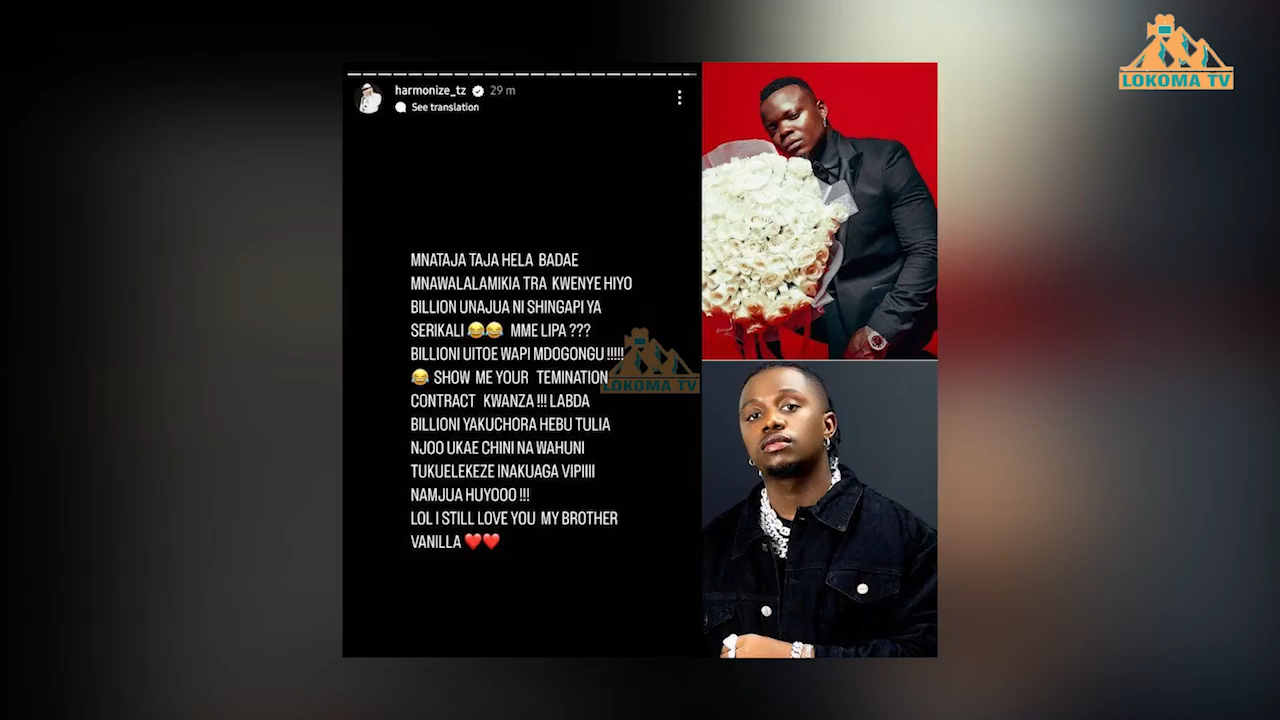 LOKOMA TV
harmonize_tz 29 m
See translation
MNATAJA TAJA HELA BADAE
MNAWALALAMIKIA TRA KWENYE HIYO
BILLION UNAJUA NI SHINGAPI YA
SERIKALI 😂😂 MME LIPA ???
BILLIONI UITOE WAPI MDOGONGU !!!!!
😂 SHOW ME YOUR TEMINATION
CONTRACT KWANZA !!! LABDA
BILLIONI YAKUCHORA HEBU TULIA
NJOO UKAE CHINI NA WAHUNI
TUKUELEKEZE INAKUAGA VIPIIII
NAMJUA HUYOOO !!!
LOL I STILL LOVE YOU MY BROTHER
VANILLA ❤️❤️
LOKOMA TV